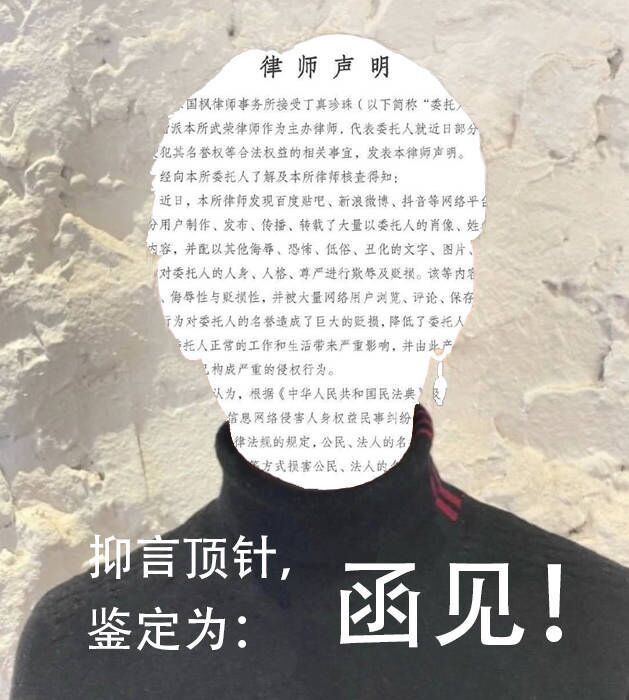 律师声明
国枫律师事务所接受丁真珍珠(以下简称“委托人
派本所武荣律师作为主办律师,代表委托人就近日部分
犯其名誉权等合法权益的相关事宜,发表本律师声明。
经向本所委托人了解及本所律师核查得知:
近日,本所律师发现百度贴吧、新浪微博、抖音等网络平台
分用户制作、发布、传播、转载了大量以委托人的肖像、姓
内容,并配以其他侮辱、恐怖、低俗、丑化的文字、图片、
对委托人的人身、人格、尊严进行欺辱及贬损。该等内容
、侮辱性与贬损性,并被大量网络用户浏览、评论、保存
行为对委托人的名誉造成了巨大的贬损,降低了委托人
委托人正常的工作和生活带来严重影响,并由此产
已构成严重的侵权行为。
认为,根据《中华人民共和国民法典》及
信息网络侵害人身权益民事纠纷
律法规的规定,公民、法人的名
等方式损害公民、法人的名
抑言顶针,
鉴定为:
函见!